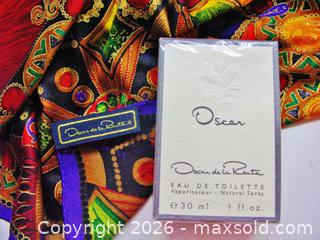 Oscar de la Renta®
Oscar
Oscar de la Renta
EAU DE TOILETTE
Vaporisateur - Natural Spray
e 30 ml 1 fl.oz.
Copyright 2026 - maxsold.com